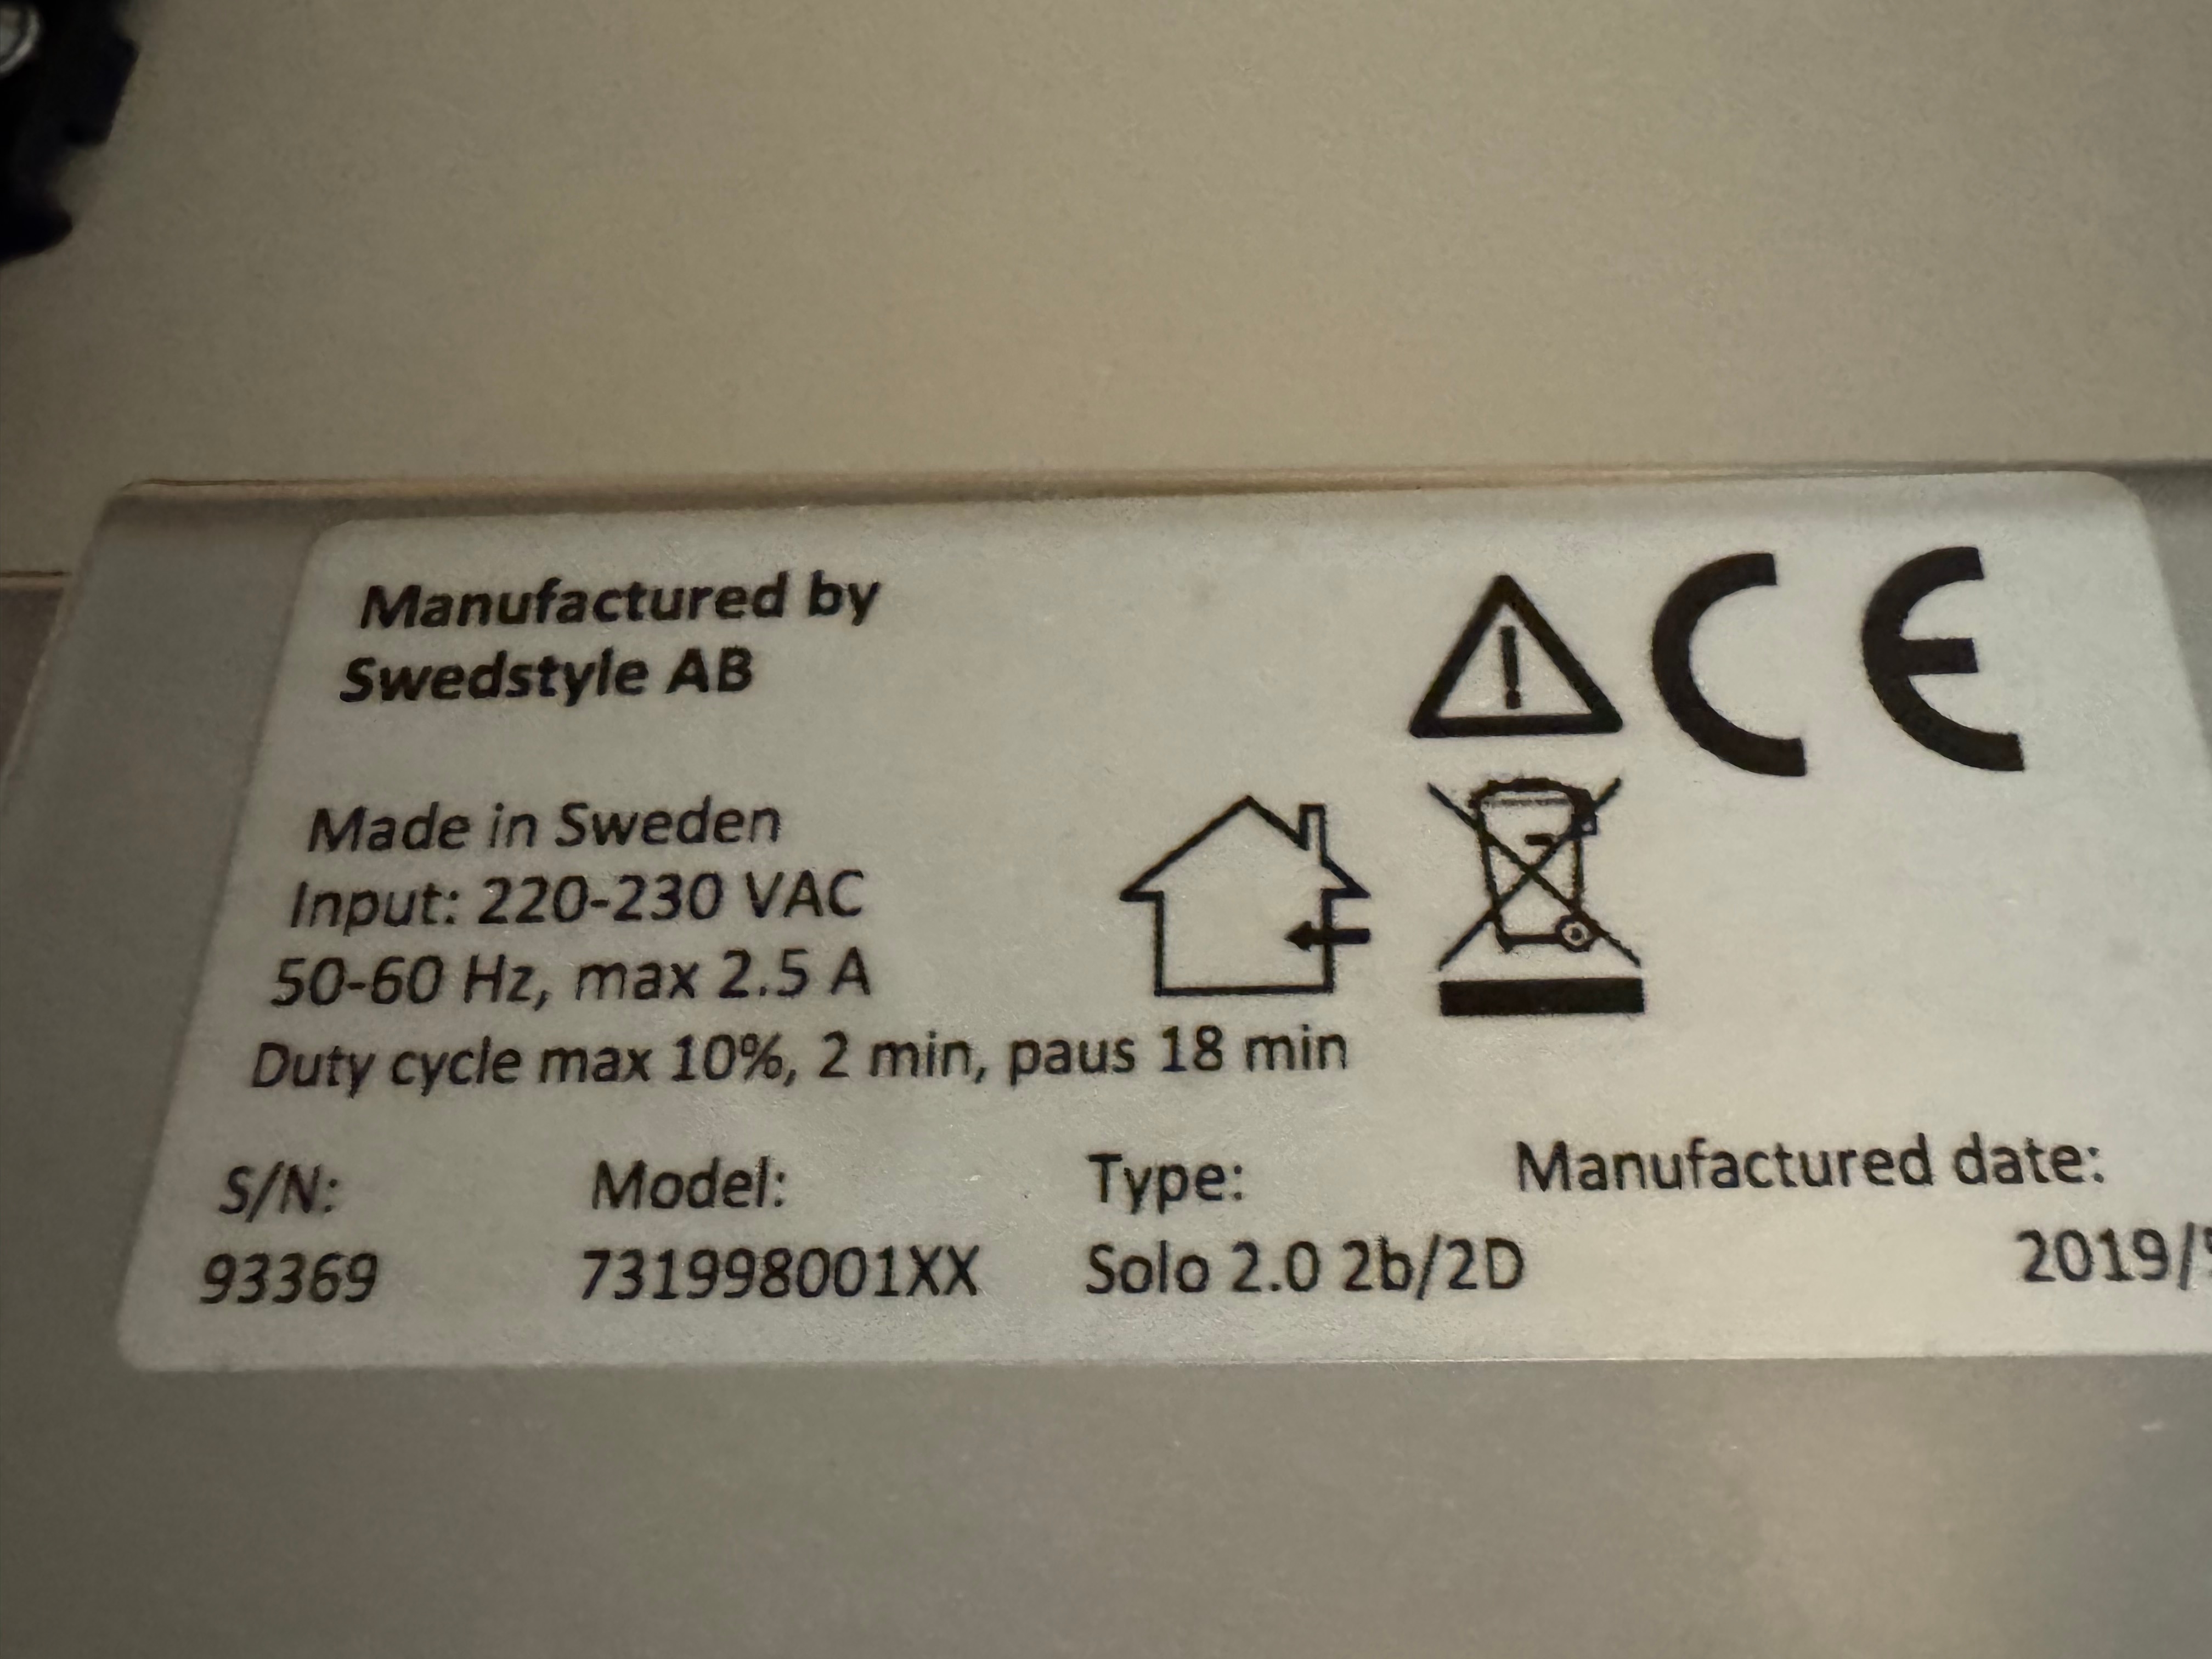 Manufactured by
Swedstyle AB
CE
Made in Sweden
Input: 220-230 VAC
50-60 Hz, max 2.5 A
Duty cycle max 10%, 2 min, paus 18 min
S/N: Model: Type: Manufactured date:
93369 731998001XX Solo 2.0 2b/2D 2019/